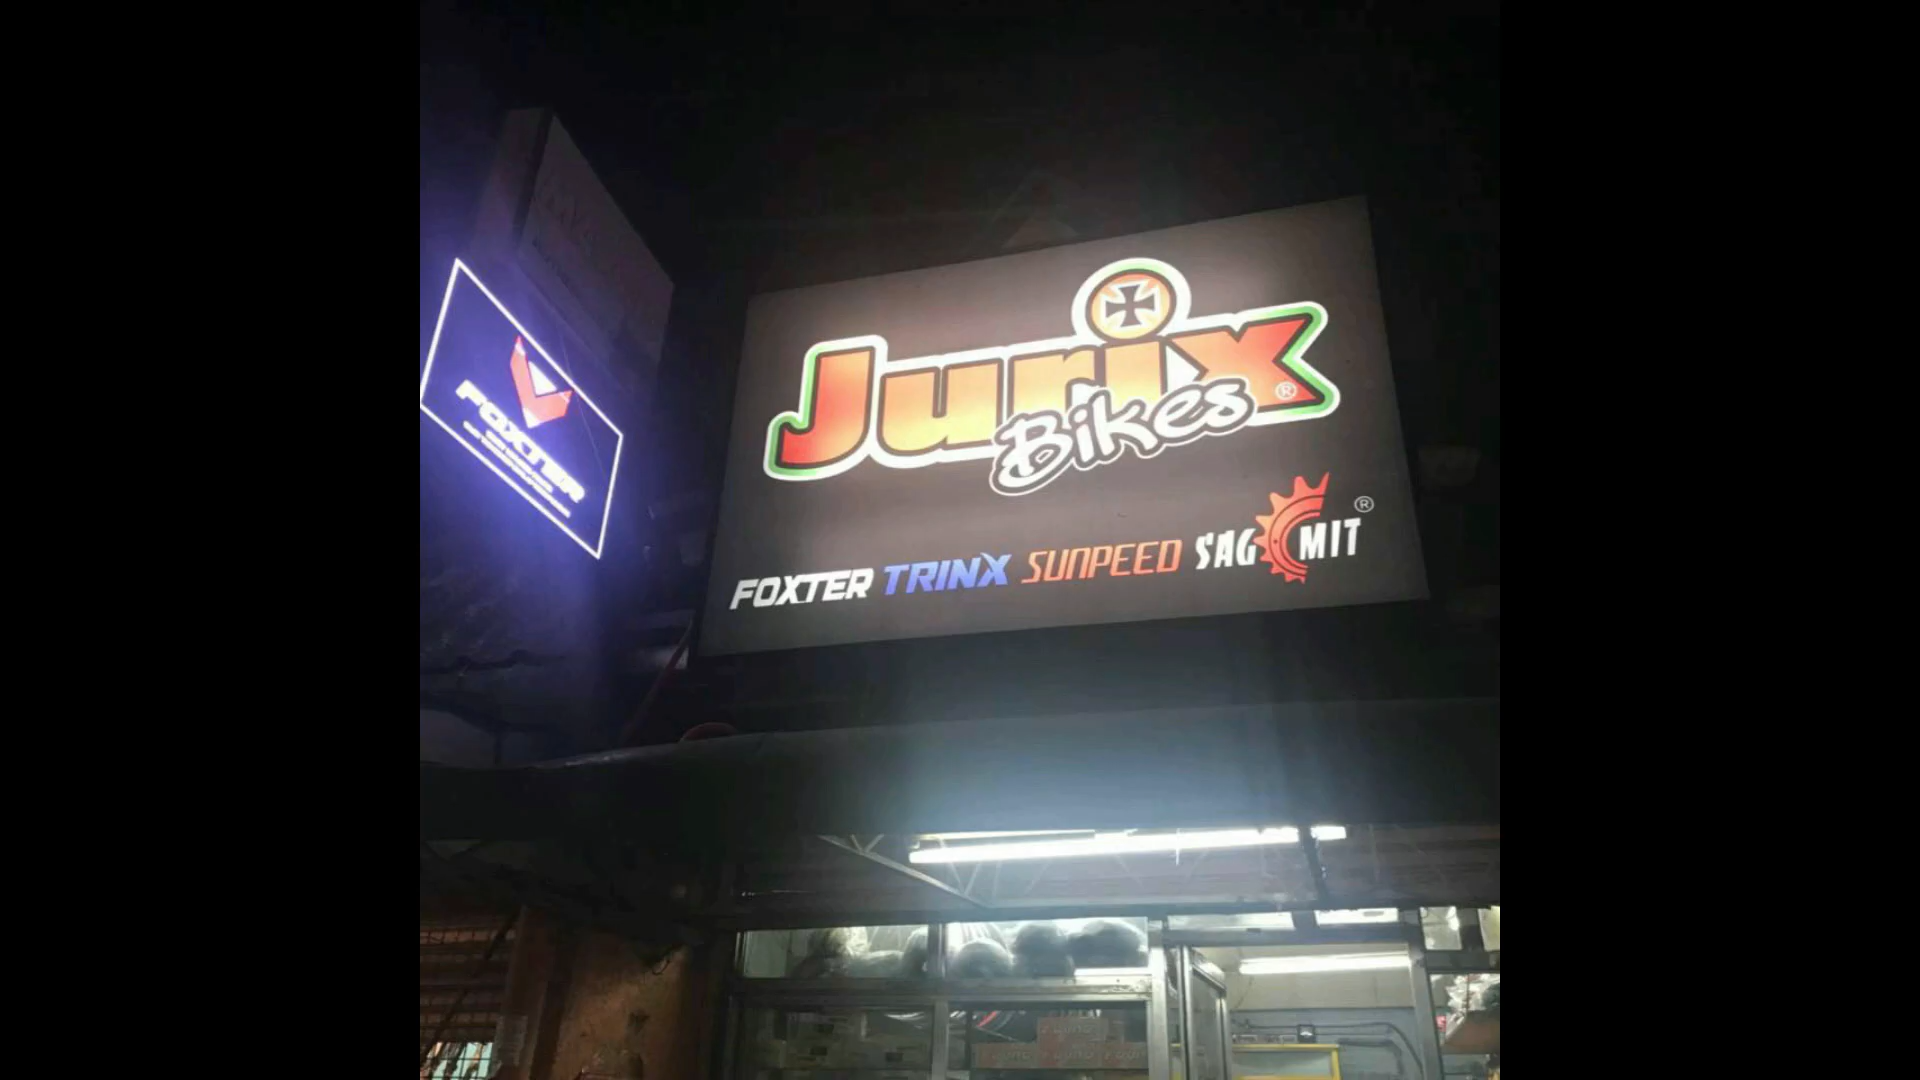 FOXTER
Jurix
®
Bikes
FOXTER TRINX SUNPEED SAGMIT
®